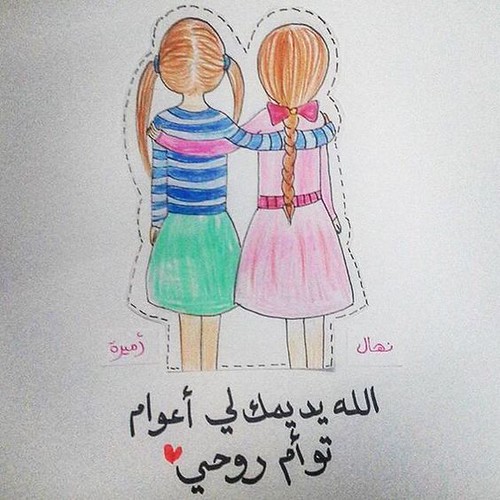 أميرة
نهال
الله يديمك لي أعوام
توأم روحي